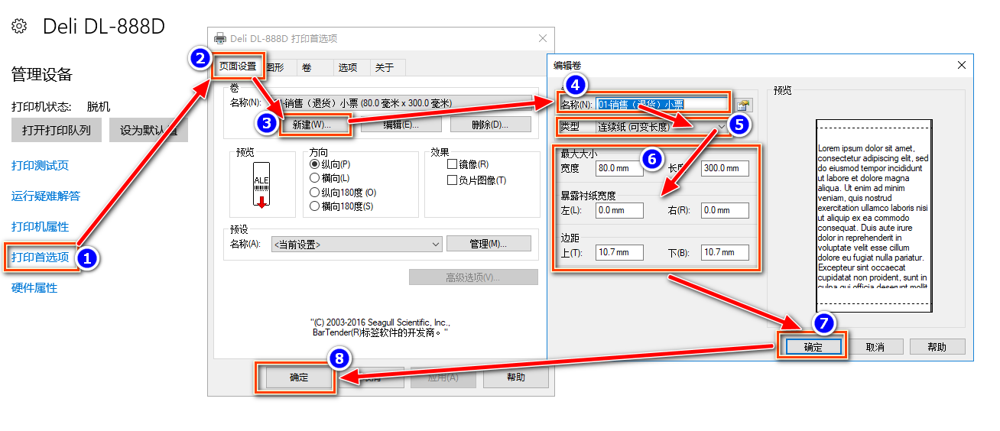 Deli DL-888D
管理设备
打印机状态: 脱机
打开打印队列 设为默认值
打印测试页
运行疑难解答
打印机属性
打印首选项 1
硬件属性
Deli DL-888D 打印首选项
2 页面设置 图形 卷 选项 关于
卷
名称(N): 01-销售（退货）小票 (80.0 毫米 x 300.0 毫米)
3 新建(W)... 编辑(E)... 删除(D)...
预览
ALE
方向
纵向(P)
横向(L)
纵向180度 (O)
横向180度(S)
效果
镜像(R)
负片图像(T)
预设
名称(A): <当前设置> 管理(M)...
高级选项(V)...
"(C) 2003-2016 Seagull Scientific, Inc.,
BarTender(R)标签软件的开发商。"
8
确定 取消 应用(A) 帮助
编辑卷
4
名称(N): 01-销售（退货）小票
5
类型 连续纸 (可变长度)
6
最大大小
宽度 80.0 mm 长度 300.0 mm
暴露衬纸宽度
左(L): 0.0 mm 右(R): 0.0 mm
边距
上(T): 10.7 mm 下(B): 10.7 mm
预览
Lorem ipsum dolor sit amet,
consectetur adipiscing elit, sed
do eiusmod tempor incididunt
ut labore et dolore magna
aliqua. Ut enim ad minim
veniam, quis nostrud
exercitation ullamco laboris nisi
ut aliquip ex ea commodo
consequat. Duis aute irure
dolor in reprehenderit in
voluptate velit esse cillum
dolore eu fugiat nulla pariatur.
Excepteur sint occaecat
cupidatat non proident, sunt in
culpa qui officia deserunt mollit
7
确定 取消 帮助